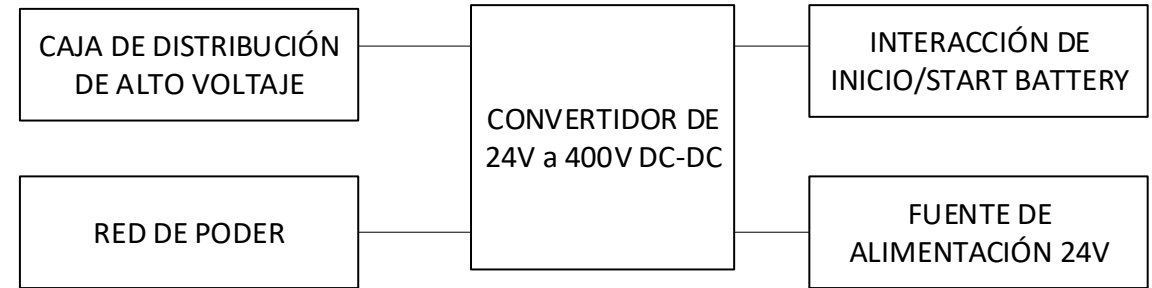 CAJA DE DISTRIBUCIÓN
DE ALTO VOLTAJE
RED DE PODER
CONVERTIDOR DE
24V a 400V DC-DC
INTERACCIÓN DE
INICIO/START BATTERY
FUENTE DE
ALIMENTACIÓN 24V